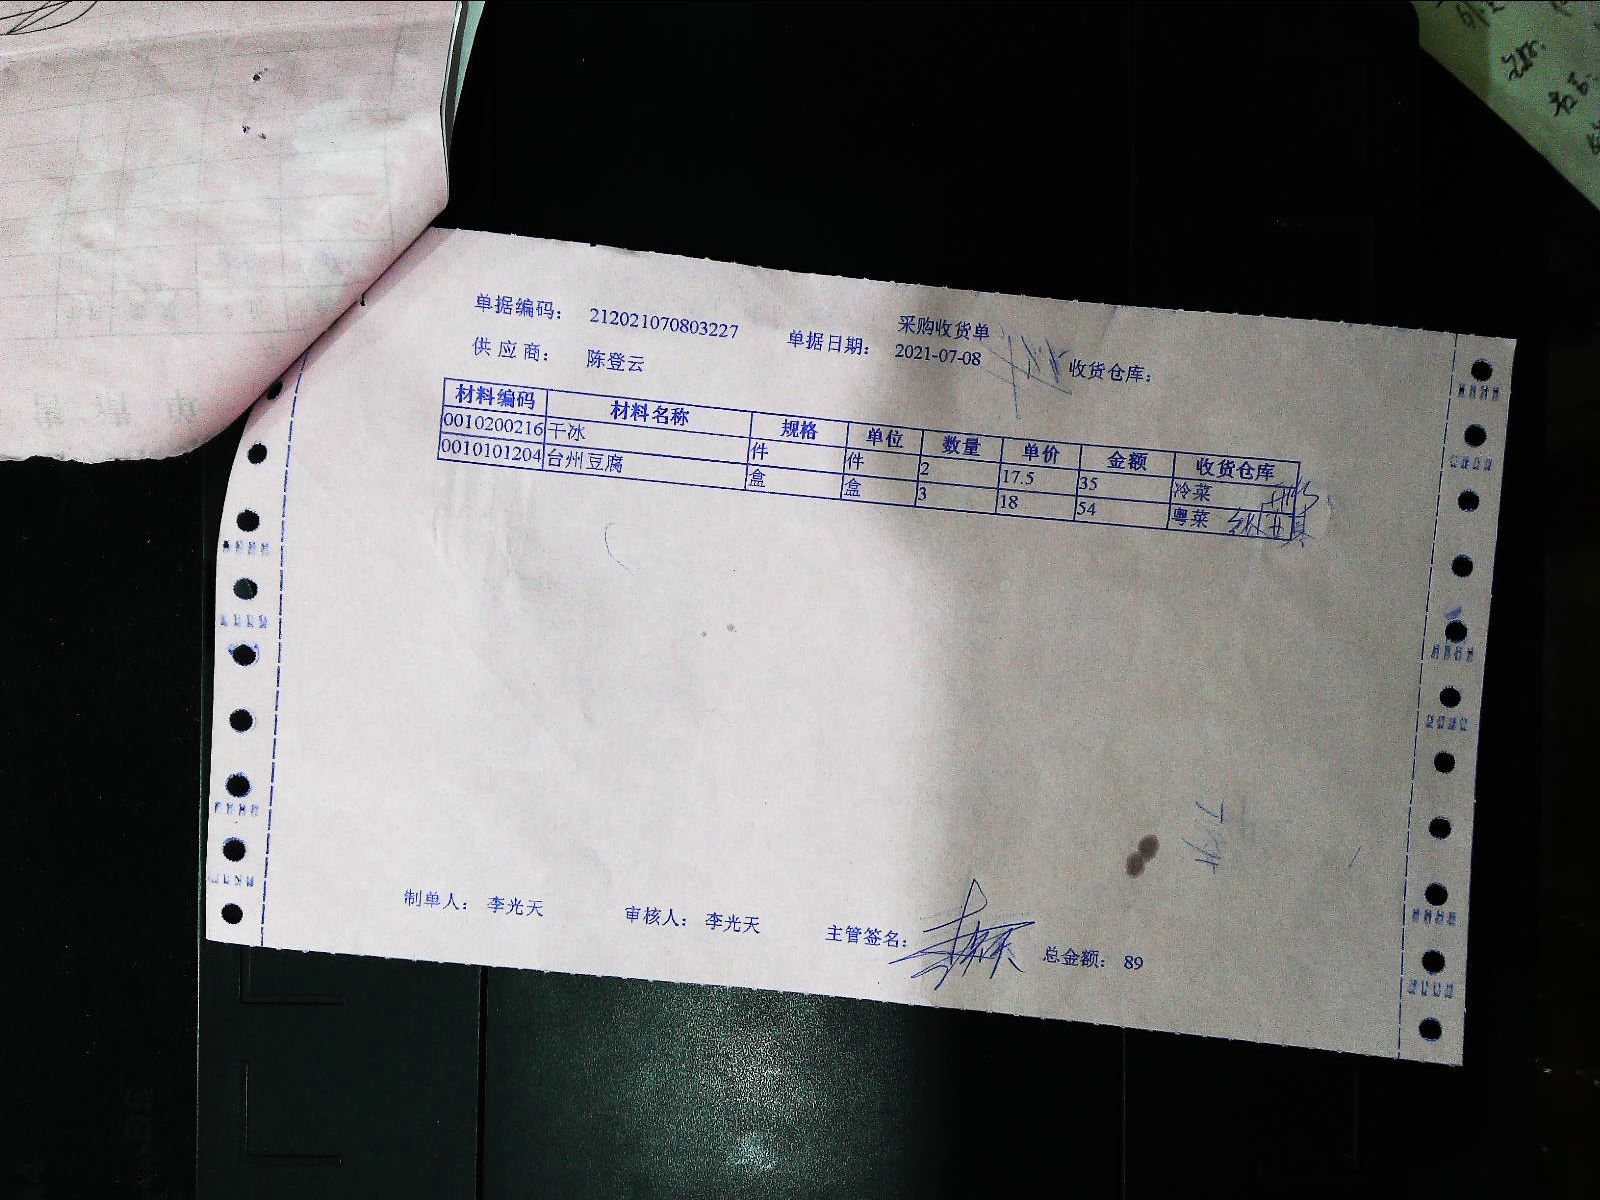 采购收货单
单据编码: 212021070803227 单据日期: 2021-07-08 收货仓库:
供应商: 陈登云
材料编码 材料名称 规格 单位 数量 单价 金额 收货仓库
0010200216 干冰 件 件 2 17.5 35 冷菜
0010101204 台州豆腐 盒 盒 3 18 54 粤菜
制单人: 李光天 审核人: 李光天 主管签名: 总金额: 89